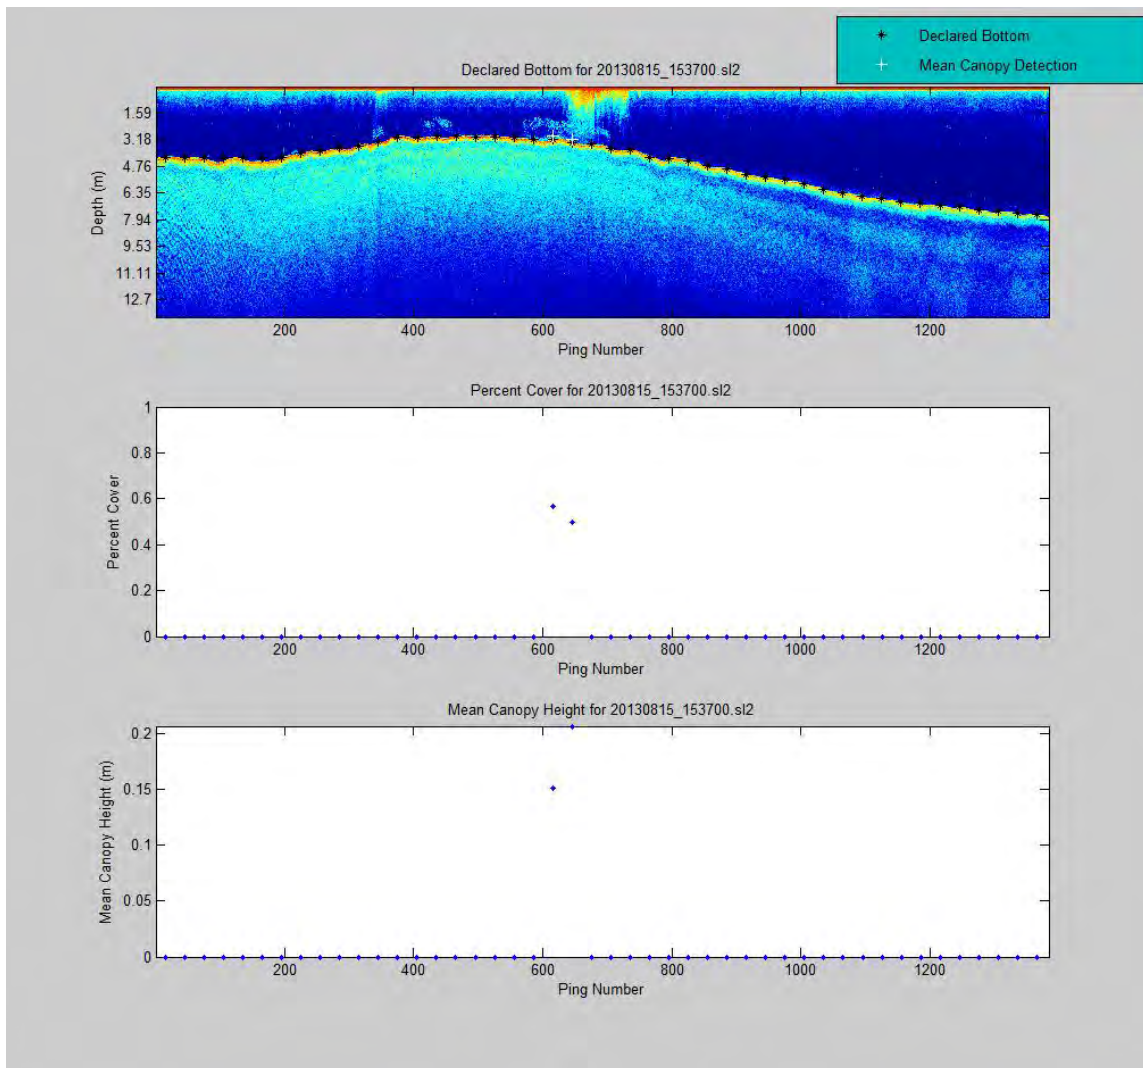 Declared Bottom
Mean Canopy Detection
Declared Bottom for 20130815_153700.sl2
Depth (m)
1.59
3.18
4.76
6.35
7.94
9.53
11.11
12.7
200 400 600 800 1000 1200
Ping Number
Percent Cover for 20130815_153700.sl2
Percent Cover
1
0.8
0.6
0.4
0.2
0
200 400 600 800 1000 1200
Ping Number
Mean Canopy Height for 20130815_153700.sl2
Mean Canopy Height (m)
0.2
0.15
0.1
0.05
0
200 400 600 800 1000 1200
Ping Number